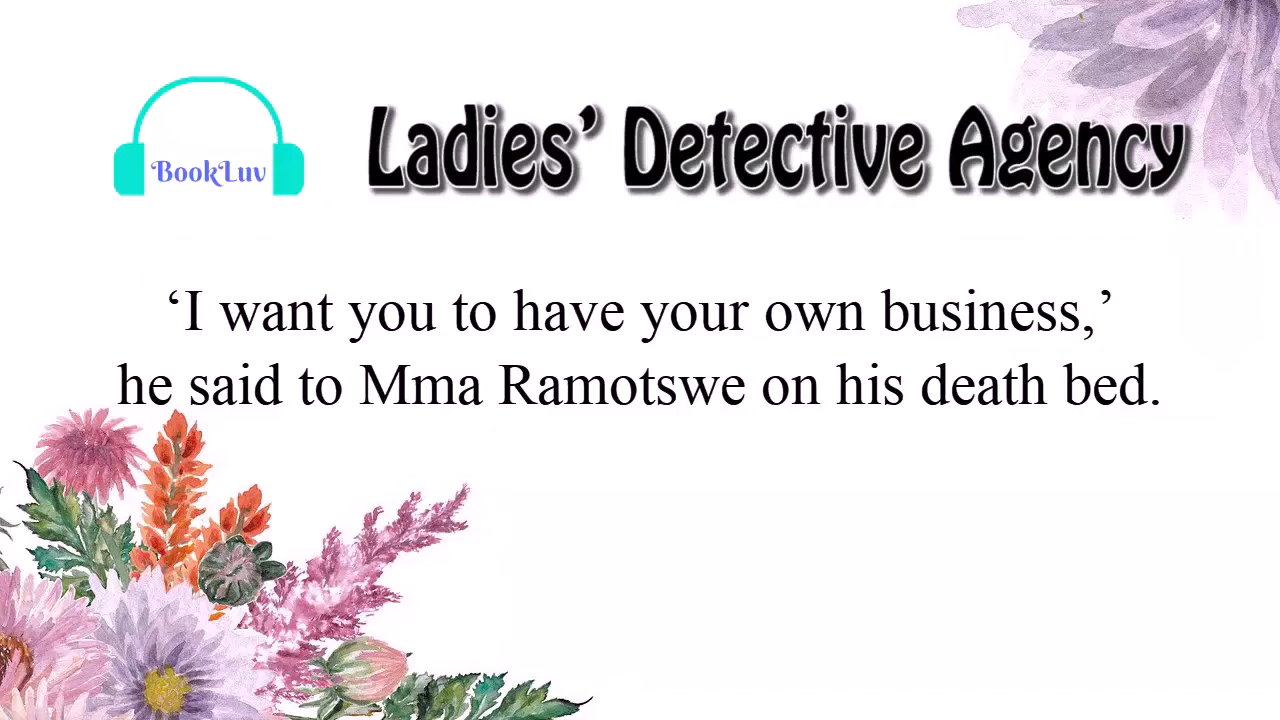 BookLuv
Ladies’ Detective Agency
‘I want you to have your own business,’
he said to Mma Ramotswe on his death bed.